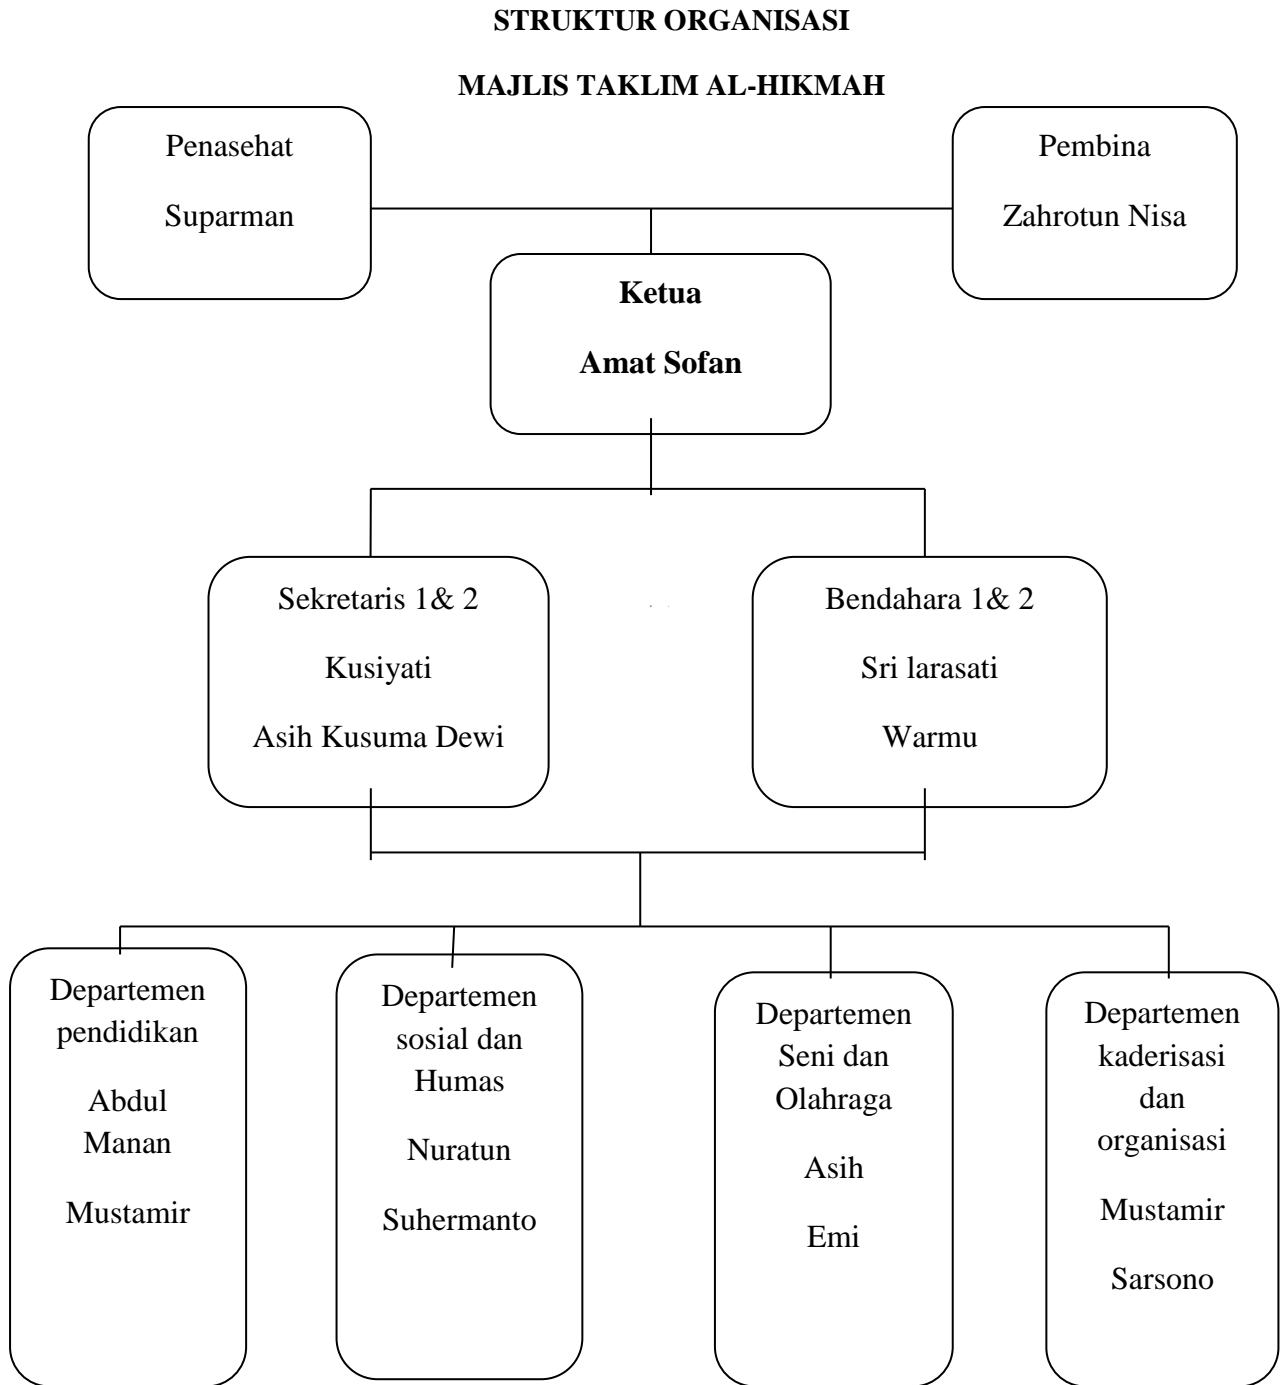 STRUKTUR ORGANISASI
MAJLIS TAKLIM AL-HIKMAH
Penasehat
Suparman
Pembina
Zahrotun Nisa
Ketua
Amat Sofan
Sekretaris 1& 2
Kusiyati
Asih Kusuma Dewi
Bendahara 1& 2
Sri larasati
Warmu
Departemen
pendidikan
Abdul
Manan
Mustamir
Departemen
sosial dan
Humas
Nuratun
Suhermanto
Departemen
Seni dan
Olahraga
Asih
Emi
Departemen
kaderisasi
dan
organisasi
Mustamir
Sarsono